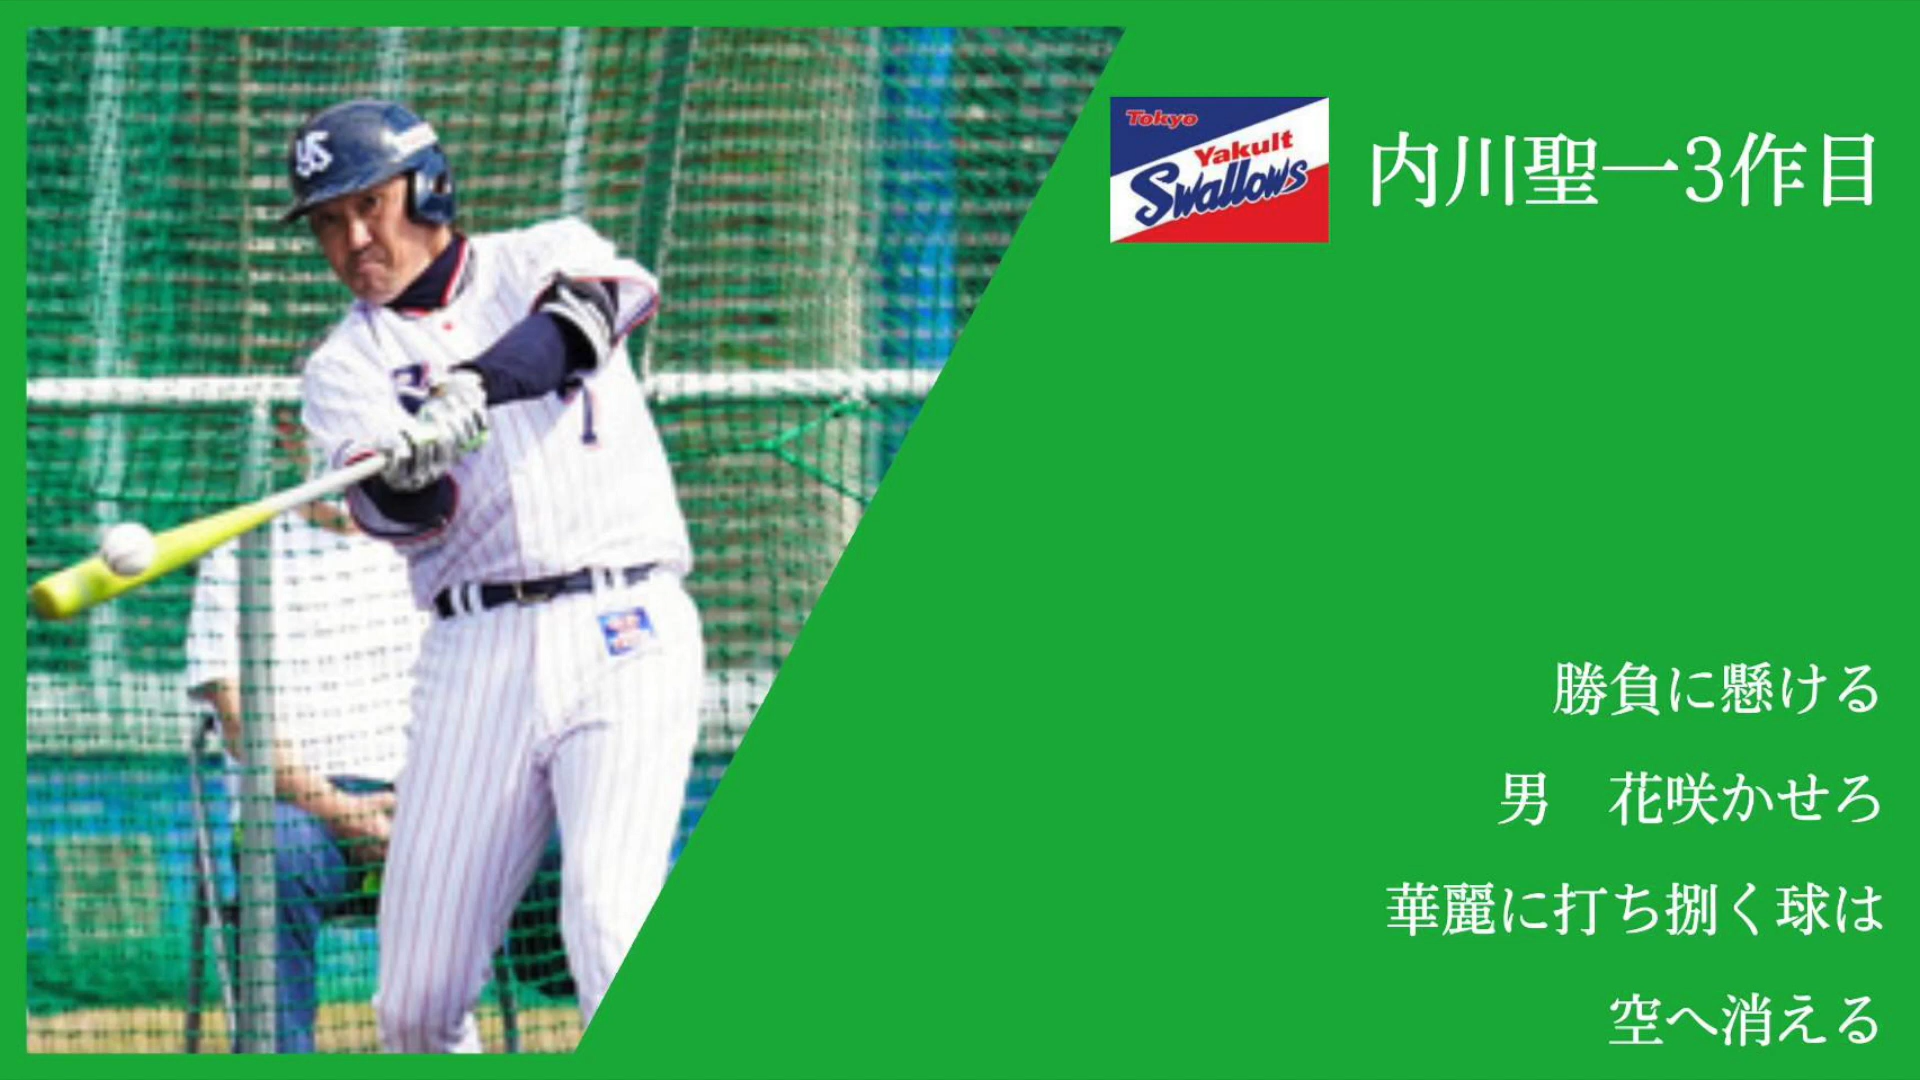 Tokyo
Yakult
Swallows
内川聖一3作目
YS
勝負に懸ける
男　花咲かせろ
華麗に打ち捌く球は
空へ消える